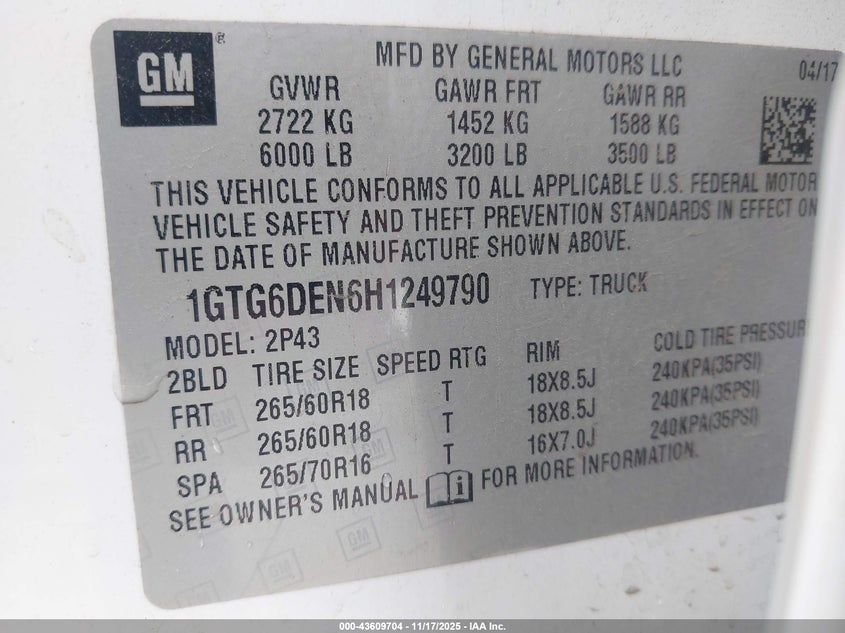 GM ®
MFD BY GENERAL MOTORS LLC 04/17
GVWR GAWR FRT GAWR RR
2722 KG 1452 KG 1588 KG
6000 LB 3200 LB 3500 LB
THIS VEHICLE CONFORMS TO ALL APPLICABLE U.S. FEDERAL MOTOR
VEHICLE SAFETY AND THEFT PREVENTION STANDARDS IN EFFECT ON
THE DATE OF MANUFACTURE SHOWN ABOVE.
1GTG6DEN6H1249790 TYPE: TRUCK
MODEL: 2P43
2BLD TIRE SIZE SPEED RTG RIM COLD TIRE PRESSUR
FRT 265/60R18 T 18X8.5J 240KPA(35PSI)
RR 265/60R18 T 18X8.5J 240KPA(35PSI)
SPA 265/70R16 T 16X7.0J 240KPA(35PSI)
SEE OWNER'S MANUAL i FOR MORE INFORMATION.
GM
GM
GM
GM
000-43609704 — 11/17/2025 — IAA Inc.